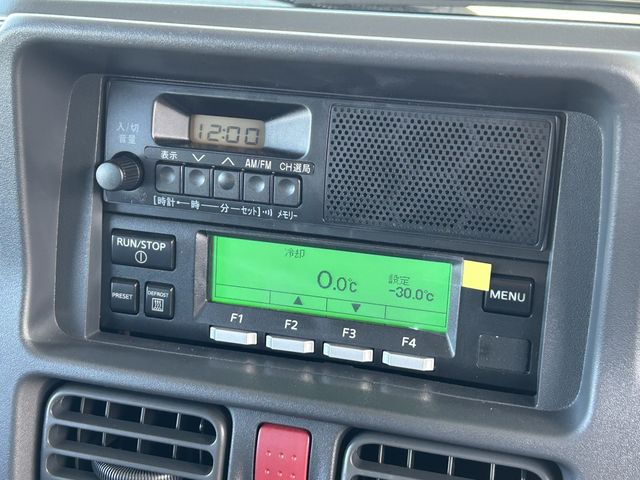 入/切
音量
12:00
表示 AM/FM CH選局
[時計 時 分 セット] メモリー
RUN/STOP
PRESET
DEFROST
冷却
0.0℃
設定
-30.0℃
MENU
F1 F2 F3 F4